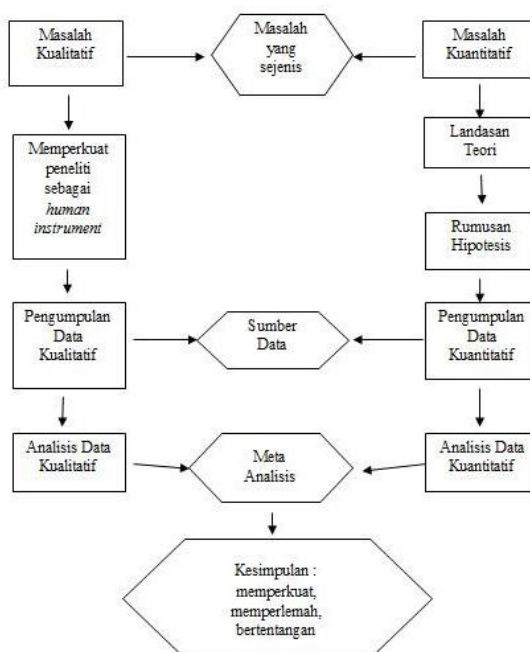 Masalah
Kualitatif
Masalah
yang
sejenis
Masalah
Kuantitatif
Memperkuat
peneliti
sebagai
human
instrument
Landasan
Teori
Rumusan
Hipotesis
Pengumpulan
Data
Kualitatif
Sumber
Data
Pengumpulan
Data
Kuantitatif
Analisis Data
Kualitatif
Meta
Analisis
Analisis Data
Kuantitatif
Kesimpulan :
memperkuat,
memperlemah,
bertentangan